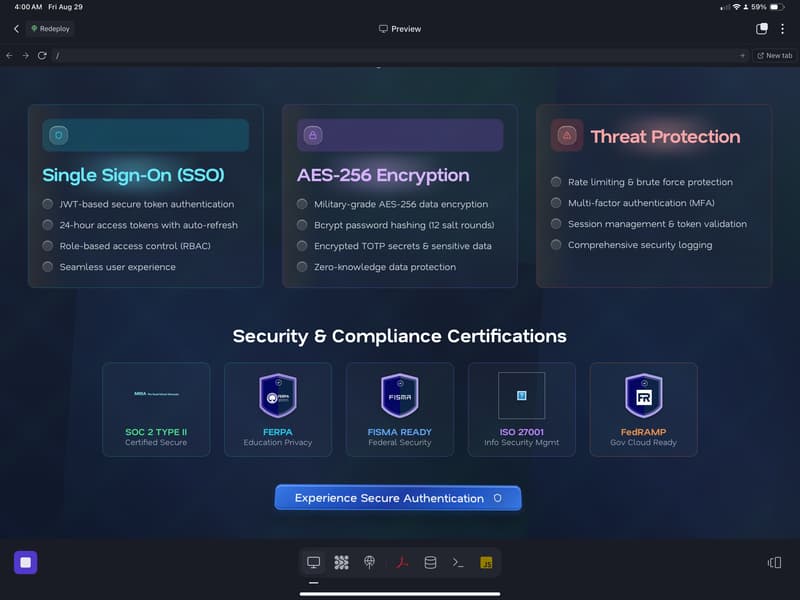 4:00 AM Fri Aug 29
59%
Redeploy
Preview
/
New tab
Single Sign-On (SSO)
JWT-based secure token authentication
24-hour access tokens with auto-refresh
Role-based access control (RBAC)
Seamless user experience
AES-256 Encryption
Military-grade AES-256 data encryption
Bcrypt password hashing (12 salt rounds)
Encrypted TOTP secrets & sensitive data
Zero-knowledge data protection
Threat Protection
Rate limiting & brute force protection
Multi-factor authentication (MFA)
Session management & token validation
Comprehensive security logging
Security & Compliance Certifications
SOC 2 TYPE II
Certified Secure
FERPA
FERPA
Education Privacy
FISMA
FISMA READY
Federal Security
ISO 27001
Info Security Mgmt
FR
FedRAMP
Gov Cloud Ready
Experience Secure Authentication
JS